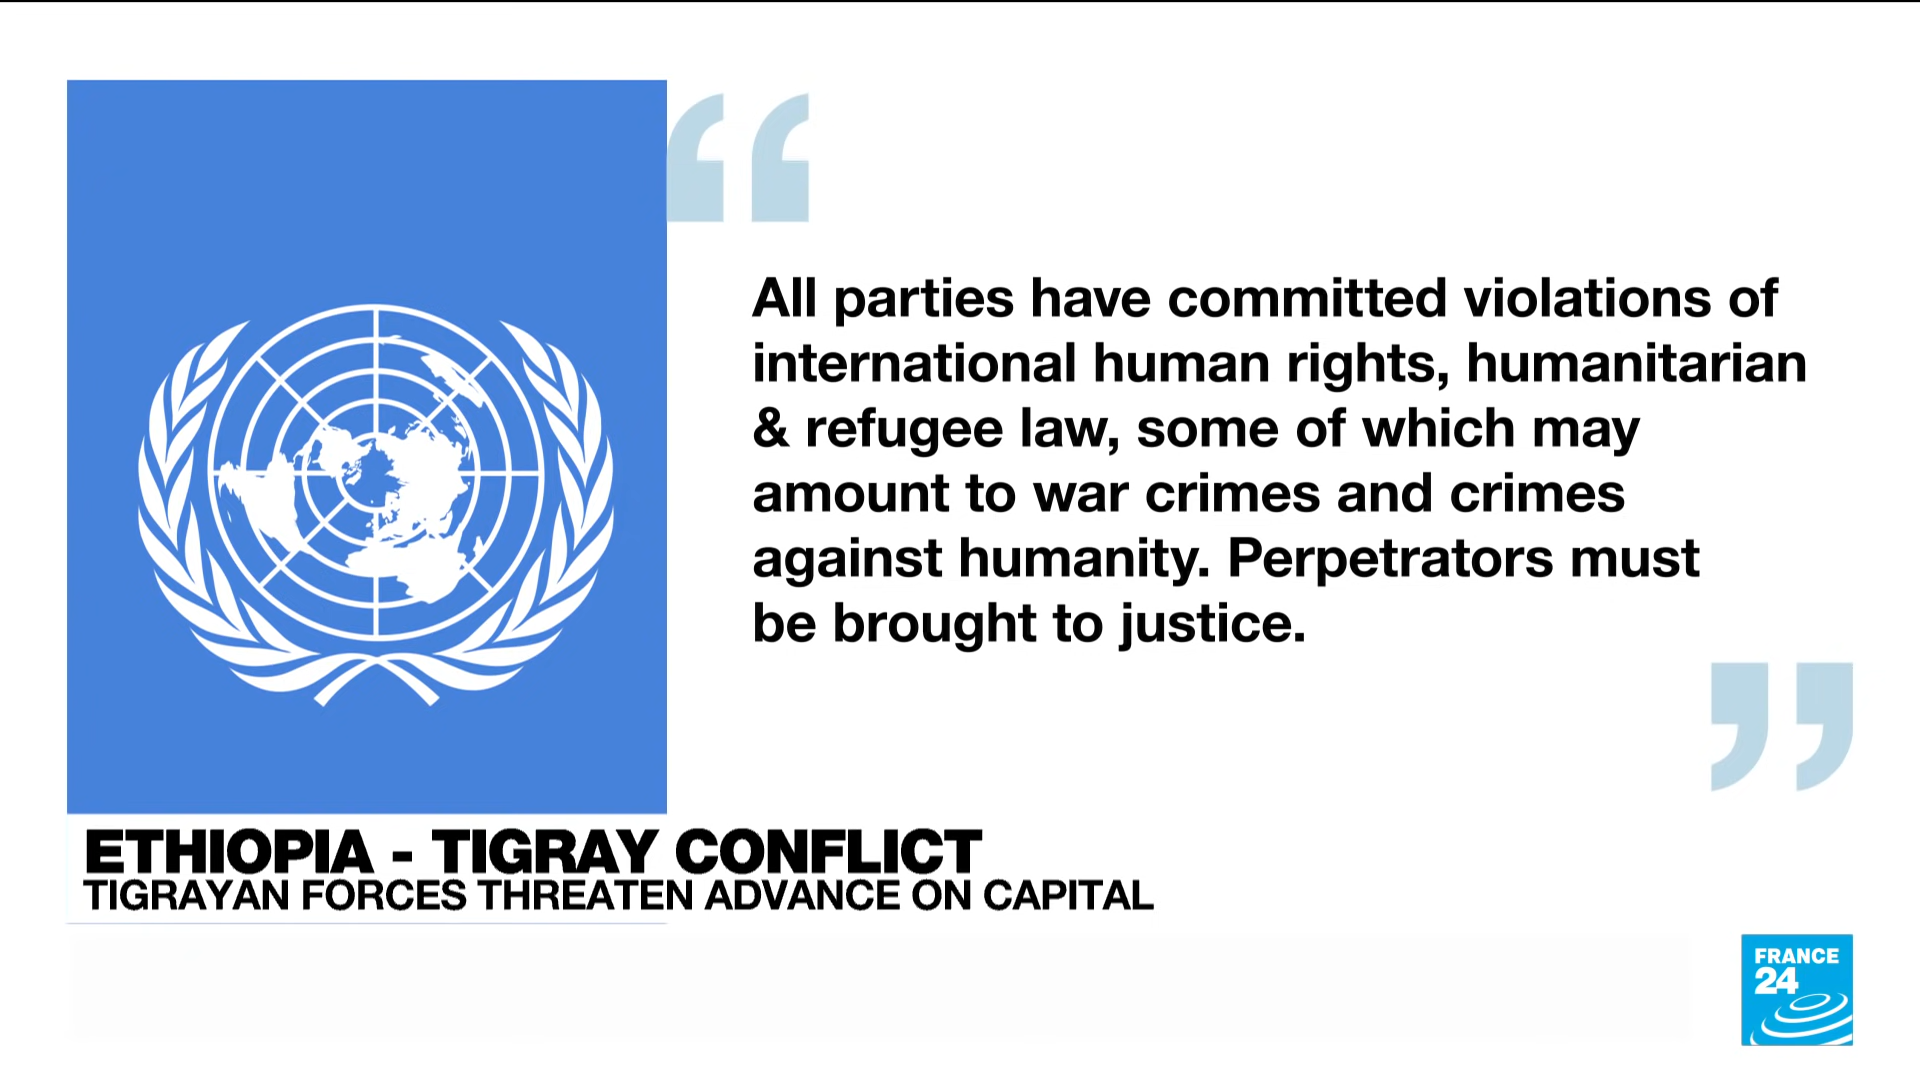 All parties have committed violations of
international human rights, humanitarian
& refugee law, some of which may
amount to war crimes and crimes
against humanity. Perpetrators must
be brought to justice.
ETHIOPIA - TIGRAY CONFLICT
TIGRAYAN FORCES THREATEN ADVANCE ON CAPITAL
FRANCE
24